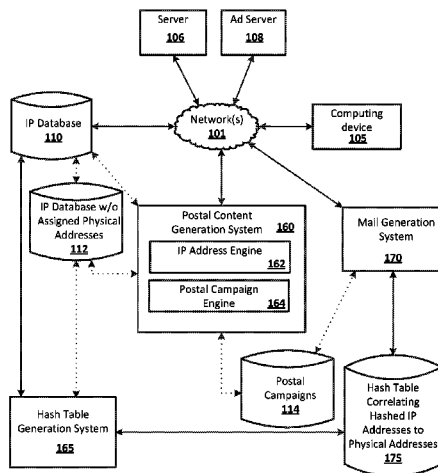 Server
106
Ad Server
108
Network(s)
101
IP Database
110
Computing
device
105
IP Database w/o
Assigned Physical
Addresses
112
Postal Content
Generation System 160
IP Address Engine
162
Postal Campaign
Engine 164
Mail Generation
System 170
Postal
Campaigns
114
Hash Table
Correlating
Hashed IP
Addresses to
Physical Addresses
175
Hash Table
Generation System
165